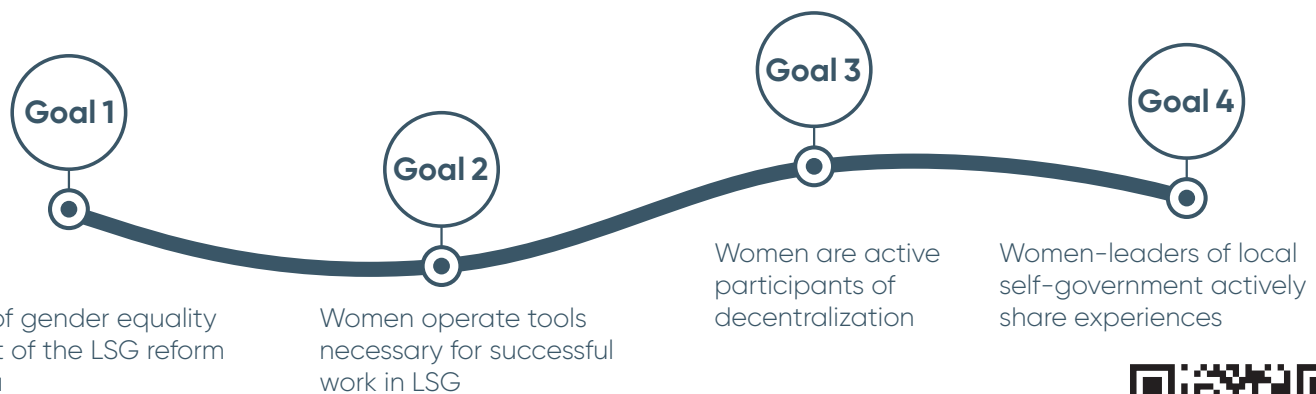 Goal 1
Goal 2
Goal 3
Goal 4
of gender equality
of the LSG reform
Women operate tools
necessary for successful
work in LSG
Women are active
participants of
decentralization
Women-leaders of local
self-government actively
share experiences